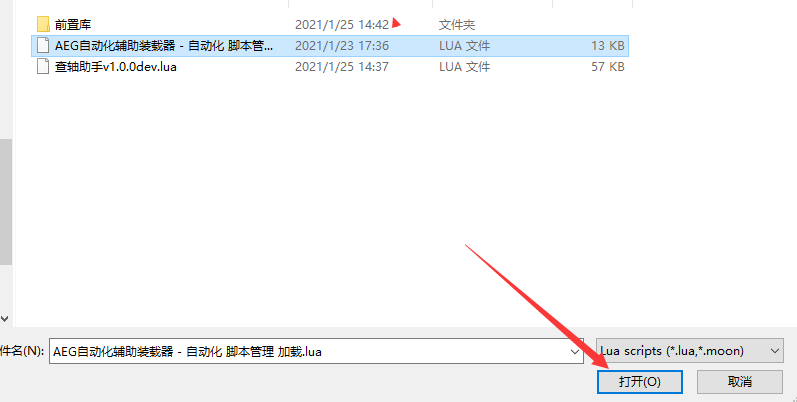 前置库 2021/1/25 14:42 文件夹
AEG自动化辅助装载器 - 自动化 脚本管... 2021/1/23 17:36 LUA 文件 13 KB
查轴助手v1.0.0dev.lua 2021/1/25 14:37 LUA 文件 57 KB
件名(N): AEG自动化辅助装载器 - 自动化 脚本管理 加载.lua Lua scripts (*.lua,*.moon)
打开(O) 取消